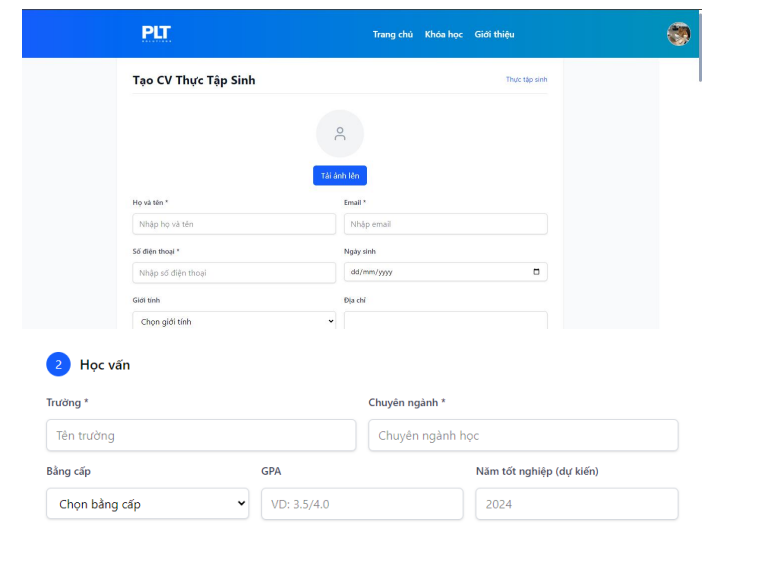 PLT
SOLUTIONS
Trang chủ Khóa học Giới thiệu
Tạo CV Thực Tập Sinh
Thực tập sinh
Tải ảnh lên
Họ và tên * Email *
Nhập họ và tên Nhập email
Số điện thoại * Ngày sinh
Nhập số điện thoại dd/mm/yyyy
Giới tính Địa chỉ
Chọn giới tính
2 Học vấn
Trường * Chuyên ngành *
Tên trường Chuyên ngành học
Bằng cấp GPA Năm tốt nghiệp (dự kiến)
Chọn bằng cấp VD: 3.5/4.0 2024